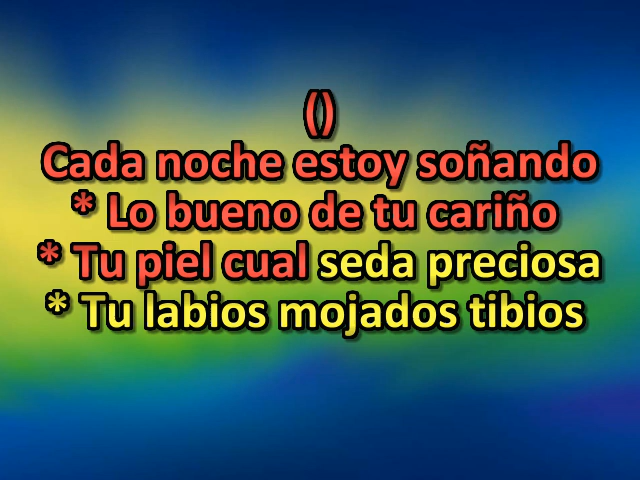 ()
Cada noche estoy soñando
* Lo bueno de tu cariño
* Tu piel cual seda preciosa
* Tu labios mojados tibios